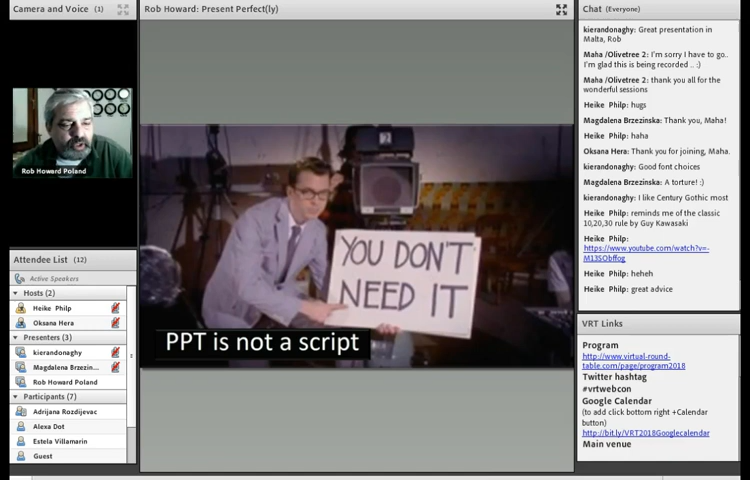 Camera and Voice (1)
Rob Howard Poland
Attendee List (12)
Active Speakers
Hosts (2)
Heike Philp
Oksana Hera
Presenters (3)
kierandonaghy
Magdalena Brzezin...
Rob Howard Poland
Participants (7)
Adrijana Rozdijevac
Alexa Dot
Estela Villamarin
Guest
Rob Howard: Present Perfect(ly)
YOU DON'T
NEED IT
PPT is not a script
Chat (Everyone)
kierandonaghy: Great presentation in
Malta, Rob
Maha /Olivetree 2: I'm sorry I have to go..
I'm glad this is being recorded .. :)
Maha /Olivetree 2: thank you all for the
wonderful sessions
Heike Philp: hugs
Magdalena Brzezinska: Thank you, Maha!
Heike Philp: haha
Oksana Hera: Thank you for joining, Maha.
kierandonaghy: Good font choices
Magdalena Brzezinska: A torture! :)
kierandonaghy: I like Century Gothic most
Heike Philp: reminds me of the classic
10,20,30 rule by Guy Kawasaki
Heike Philp:
https://www.youtube.com/watch?v=-
Heike Philp: heheh
Heike Philp: great advice
VRT Links
Program
http://www.virtual-round-
table.com/page/program2018
Twitter hashtag
#vrtwebcon
Google Calendar
(to add click bottom right +Calendar
button)
http://bit.ly/VRT2018Googlecalendar
Main venue